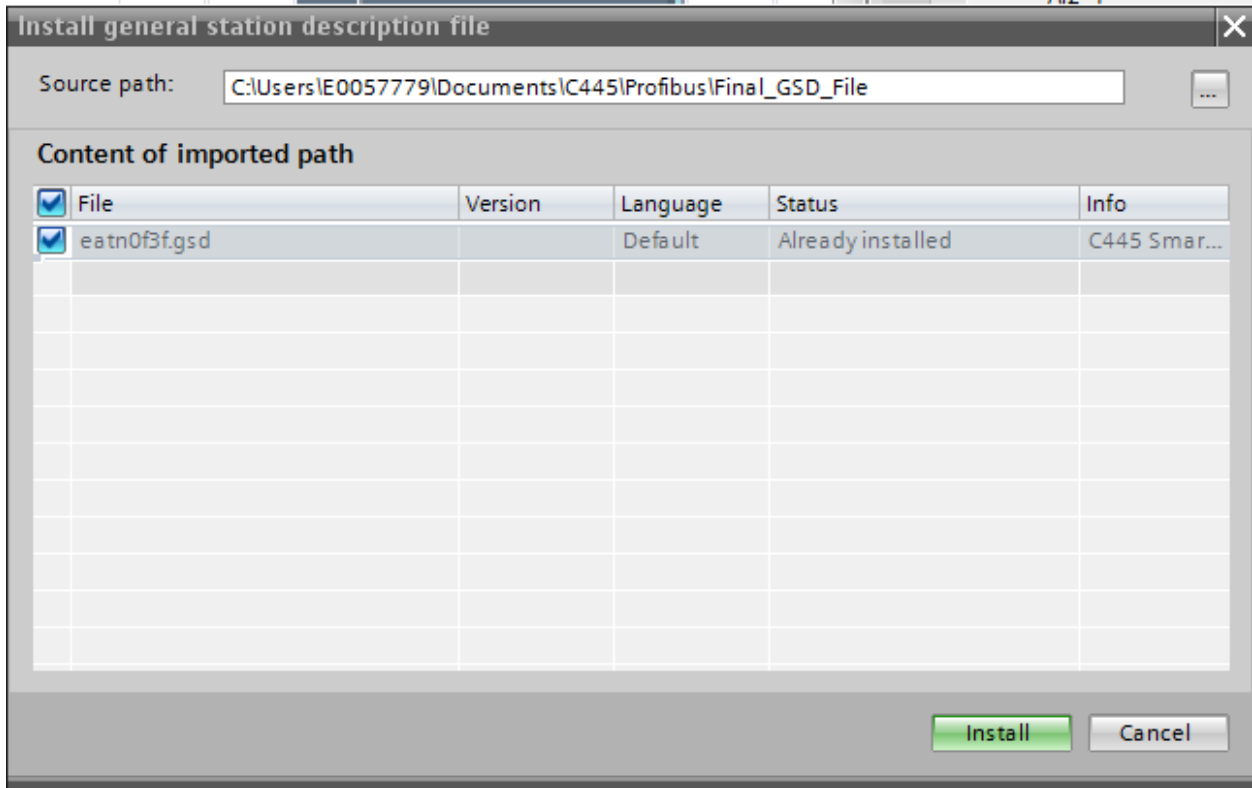 Install general station description file
Source path: C:\Users\E0057779\Documents\C445\Profibus\Final_GSD_File ...
Content of imported path
File Version Language Status Info
eatn0f3f.gsd Default Already installed C445 Smar...
Install Cancel